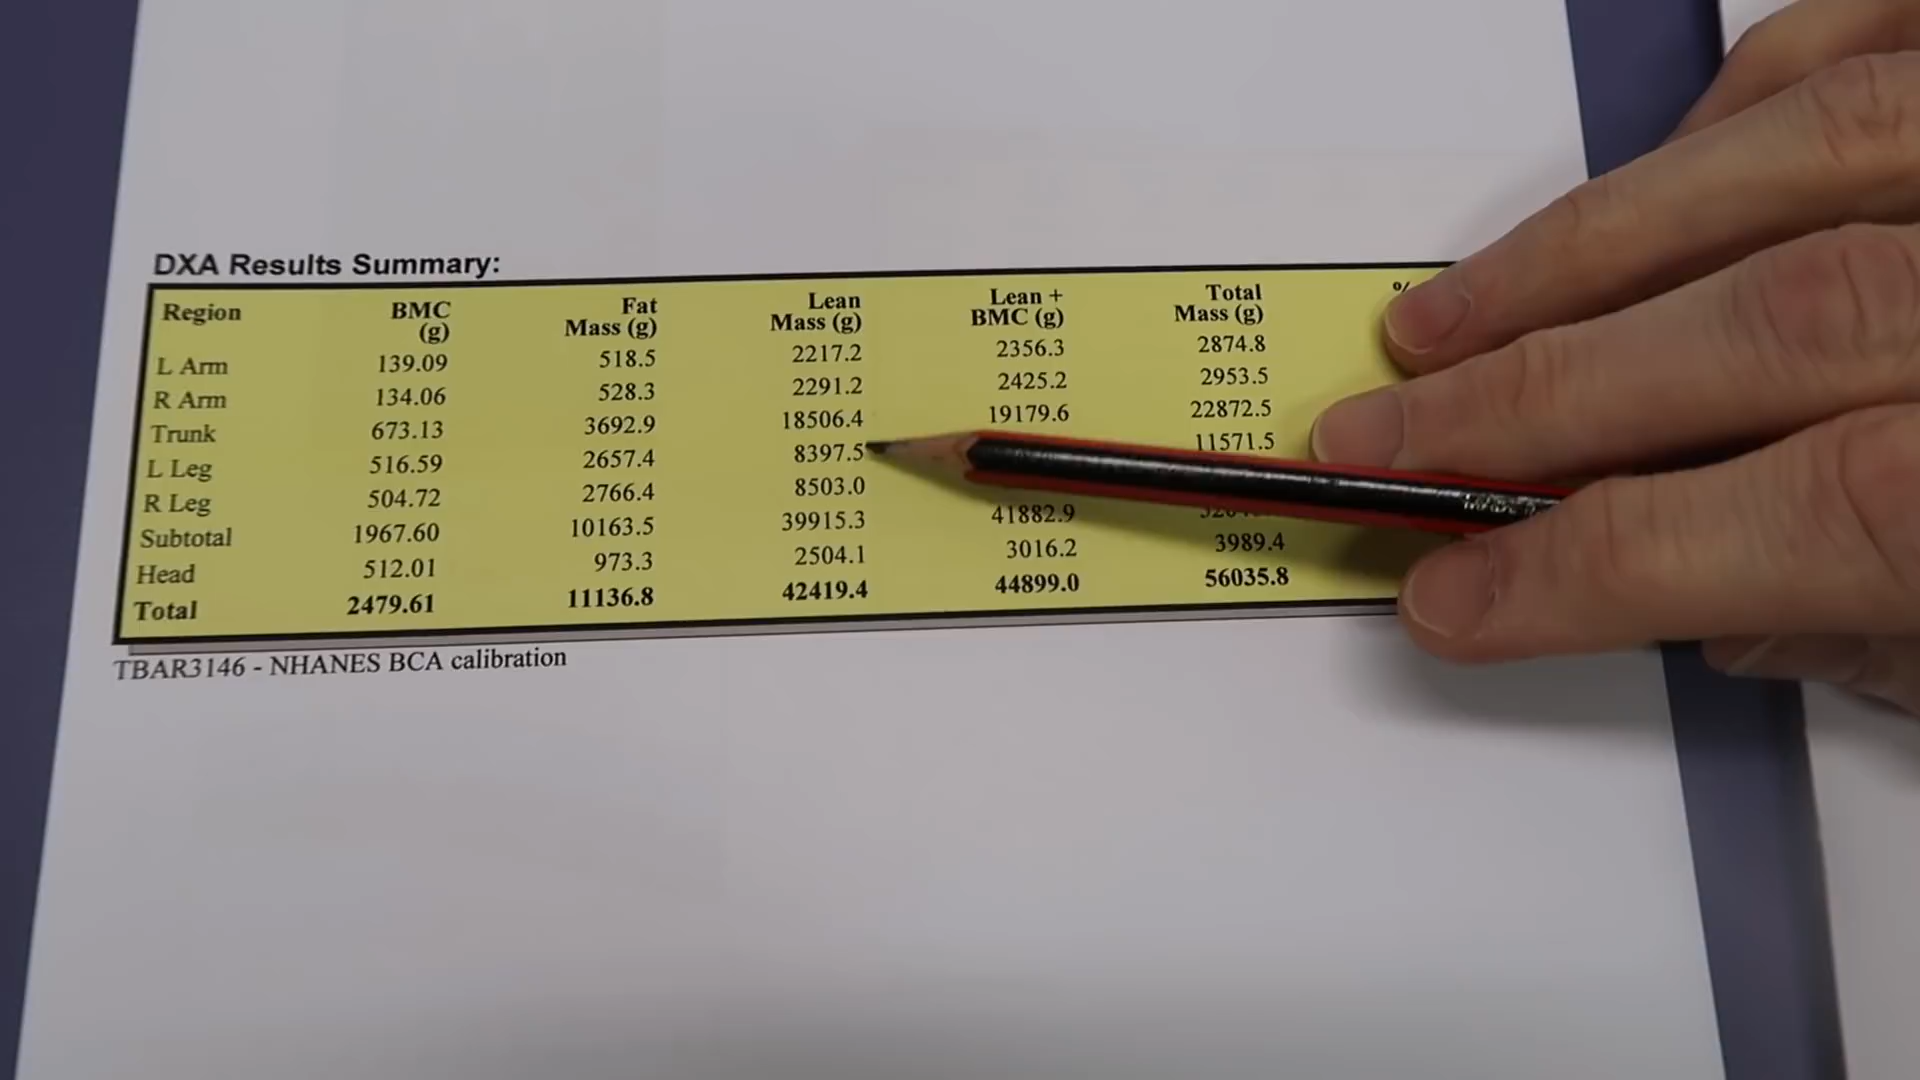 DXA Results Summary:
Region BMC (g) Fat Mass (g) Lean Mass (g) Lean + BMC (g) Total Mass (g) %
L Arm 139.09 518.5 2217.2 2356.3 2874.8
R Arm 134.06 528.3 2291.2 2425.2 2953.5
Trunk 673.13 3692.9 18506.4 19179.6 22872.5
L Leg 516.59 2657.4 8397.5 11571.5
R Leg 504.72 2766.4 8503.0
Subtotal 1967.60 10163.5 39915.3 41882.9
Head 512.01 973.3 2504.1 3016.2 3989.4
Total 2479.61 11136.8 42419.4 44899.0 56035.8
TBAR3146 - NHANES BCA calibration